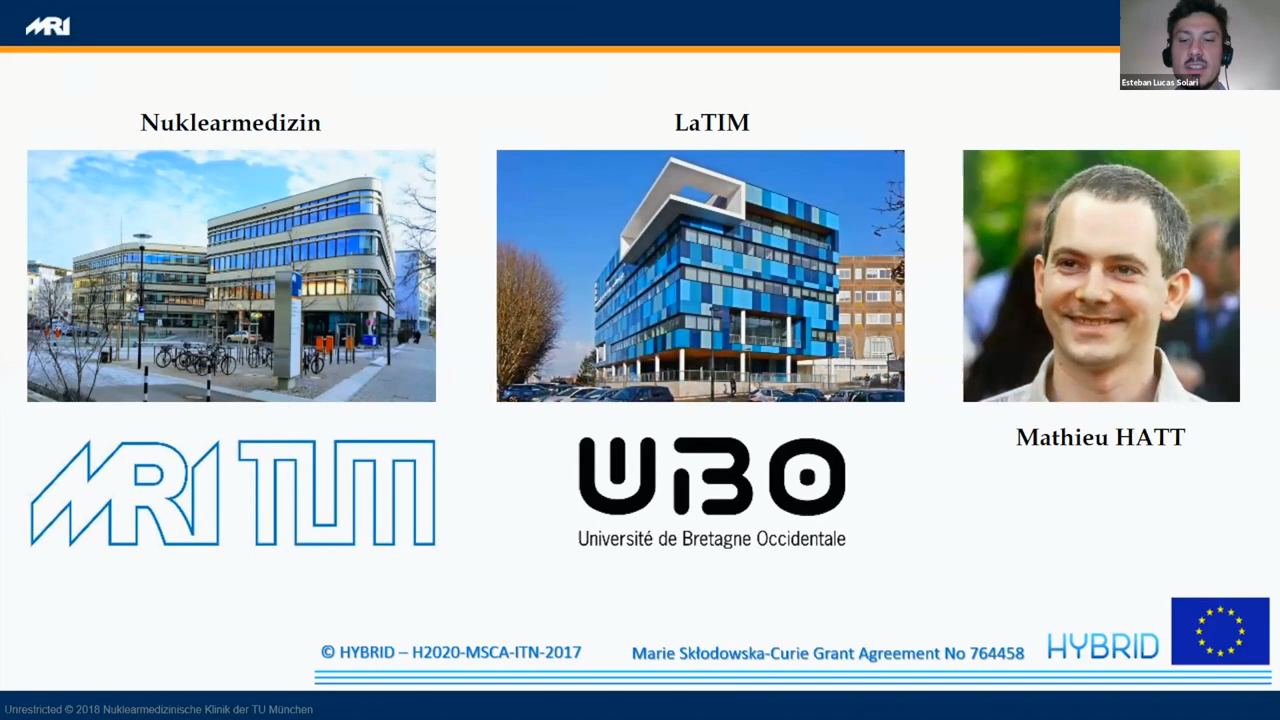 MRI
Esteban Lucas Solari
Nuklearmedizin
LaTIM
Mathieu HATT
MRI TUM
UBO
Université de Bretagne Occidentale
© HYBRID – H2020-MSCA-ITN-2017
Marie Skłodowska-Curie Grant Agreement No 764458
HYBRID
Unrestricted © 2018 Nuklearmedizinische Klinik der TU München